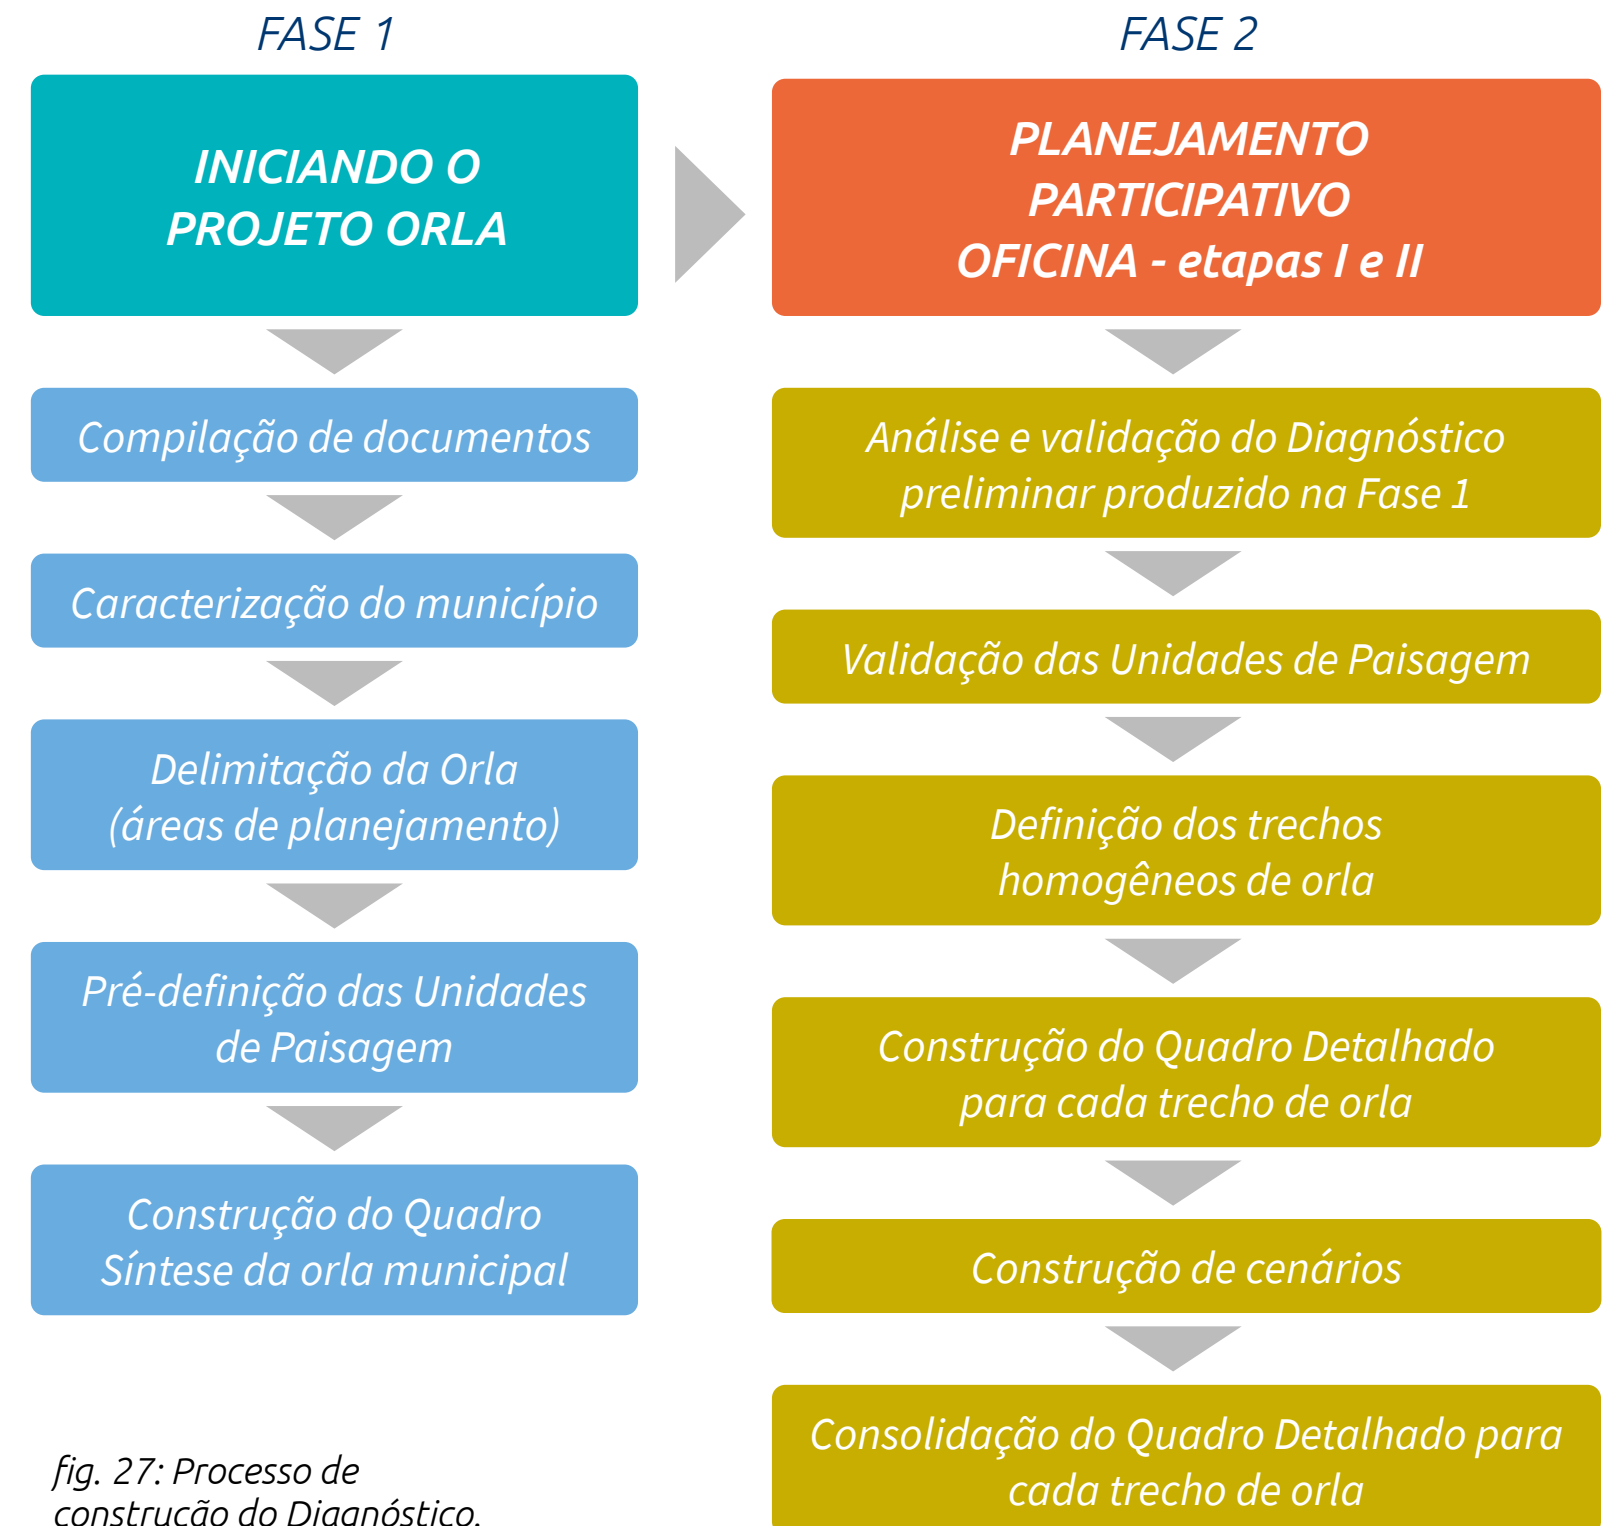 FASE 1
INICIANDO O
PROJETO ORLA
Compilação de documentos
Caracterização do município
Delimitação da Orla
(áreas de planejamento)
Pré-definição das Unidades
de Paisagem
Construção do Quadro
Síntese da orla municipal
FASE 2
PLANEJAMENTO
PARTICIPATIVO
OFICINA - etapas I e II
Análise e validação do Diagnóstico
preliminar produzido na Fase 1
Validação das Unidades de Paisagem
Definição dos trechos
homogêneos de orla
Construção do Quadro Detalhado
para cada trecho de orla
Construção de cenários
Consolidação do Quadro Detalhado para
cada trecho de orla
fig. 27: Processo de
construção do Diagnóstico.